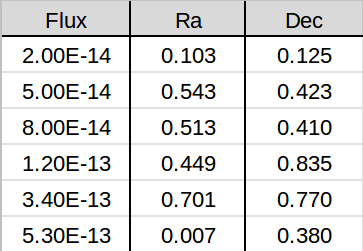 Flux Ra Dec
2.00E-14 0.103 0.125
5.00E-14 0.543 0.423
8.00E-14 0.513 0.410
1.20E-13 0.449 0.835
3.40E-13 0.701 0.770
5.30E-13 0.007 0.380